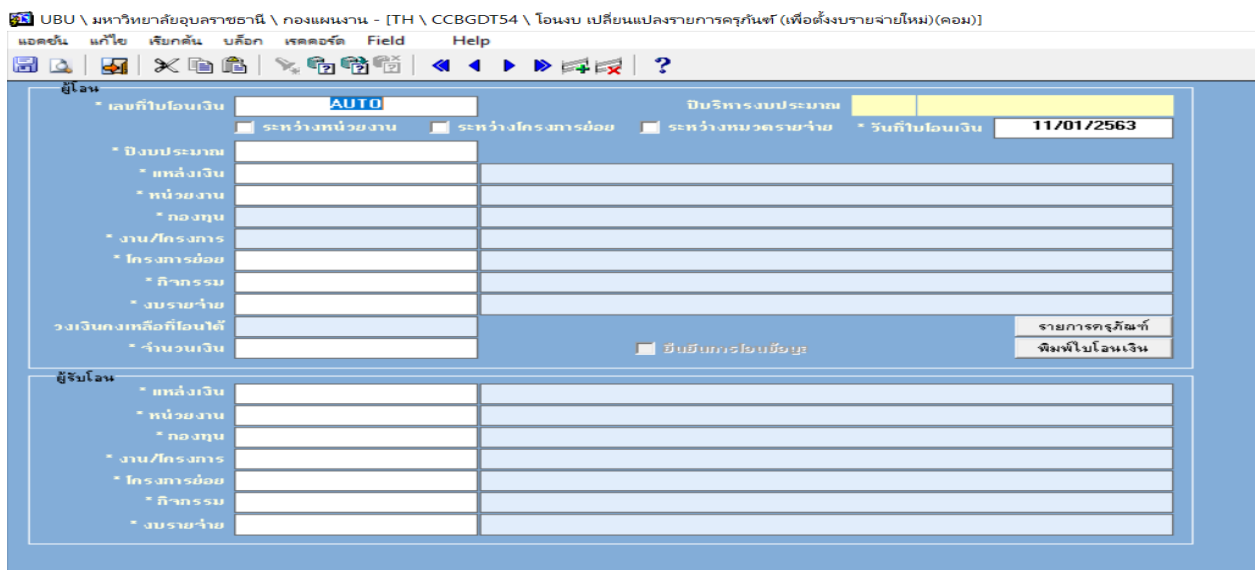 UBU \ มหาวิทยาลัยอุบลราชธานี \ กองแผนงาน - [TH \ CCBGDT54 \ โอนงบ เปลี่ยนแปลงรายการครุภัณฑ์ (เพื่อตั้งงบรายจ่ายใหม่)(คอม)]
แอคชั่น แก้ไข เรียกค้น บล็อก เรคคอร์ด Field Help
ผู้โอน
* เลขที่ใบโอนเงิน AUTO ปีบริหารงบประมาณ
ระหว่างหน่วยงาน ระหว่างโครงการย่อย ระหว่างหมวดรายจ่าย * วันที่ใบโอนเงิน 11/01/2563
* ปีงบประมาณ
* แหล่งเงิน
* หน่วยงาน
* กองทุน
* งาน/โครงการ
* โครงการย่อย
* กิจกรรม
* งบรายจ่าย
วงเงินคงเหลือที่โอนได้ รายการครุภัณฑ์
* จำนวนเงิน ยืนยันการโอนข้อมูล พิมพ์ใบโอนเงิน
ผู้รับโอน
* แหล่งเงิน
* หน่วยงาน
* กองทุน
* งาน/โครงการ
* โครงการย่อย
* กิจกรรม
* งบรายจ่าย